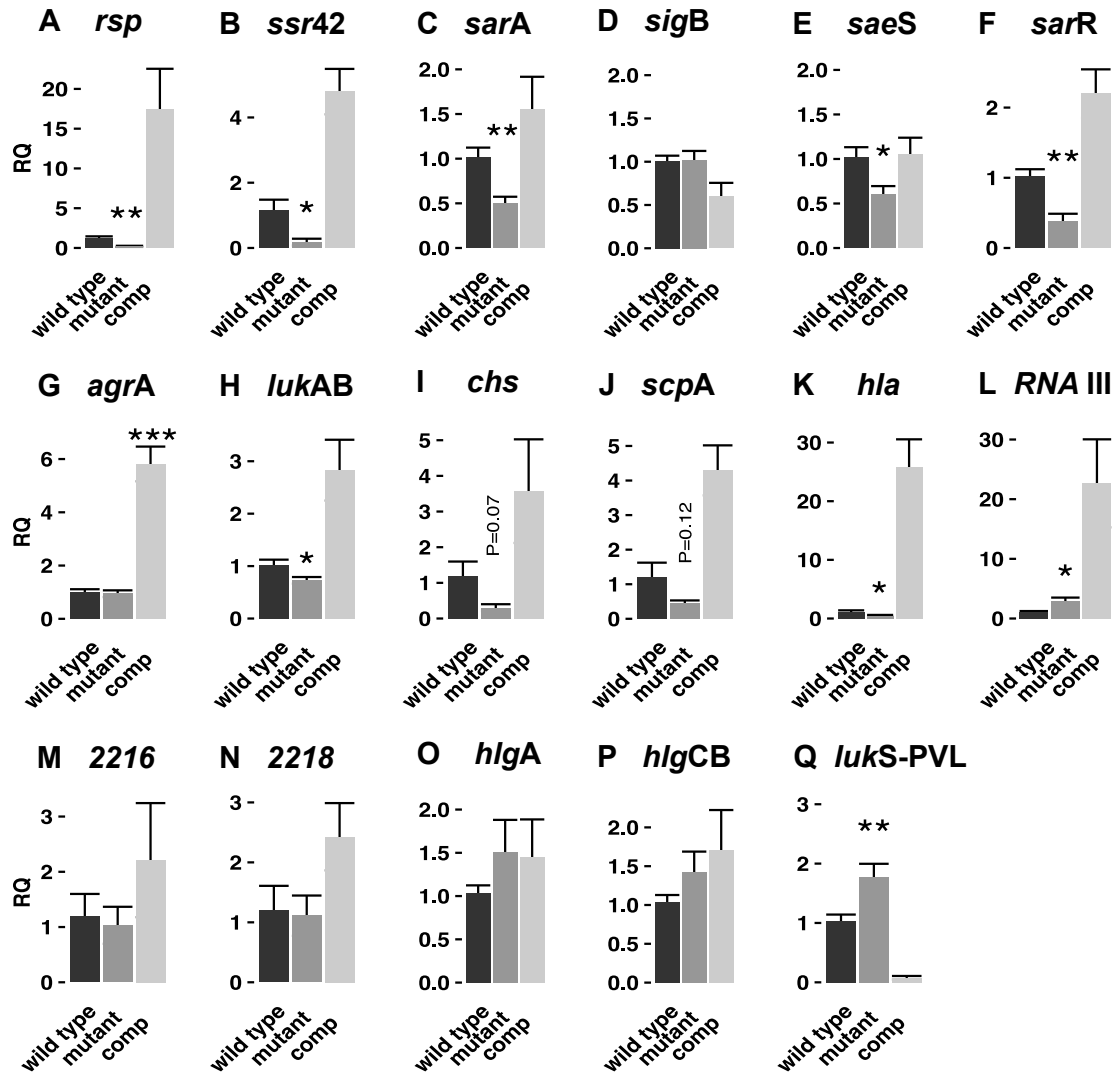 A rsp
B ssr42
C sarA
D sigB
E saeS
F sarR
RQ
20
15
10
5
0
**
wild type
mutant
comp
4
2
0
*
wild type
mutant
comp
2.0
1.5
1.0
0.5
0.0
**
wild type
mutant
comp
2.0
1.5
1.0
0.5
0.0
wild type
mutant
comp
2.0
1.5
1.0
0.5
0.0
*
wild type
mutant
comp
2
1
0
**
wild type
mutant
comp
G agrA
H lukAB
I chs
J scpA
K hla
L RNA III
RQ
6
4
2
0
***
wild type
mutant
comp
3
2
1
0
*
wild type
mutant
comp
5
4
3
2
1
0
P=0.07
wild type
mutant
comp
5
4
3
2
1
0
P=0.12
wild type
mutant
comp
30
20
10
0
*
wild type
mutant
comp
30
20
10
0
*
wild type
mutant
comp
M 2216
N 2218
O hlgA
P hlgCB
Q lukS-PVL
RQ
3
2
1
0
wild type
mutant
comp
3
2
1
0
wild type
mutant
comp
2.0
1.5
1.0
0.5
0.0
wild type
mutant
comp
2.0
1.5
1.0
0.5
0.0
wild type
mutant
comp
3
2
1
0
**
wild type
mutant
comp